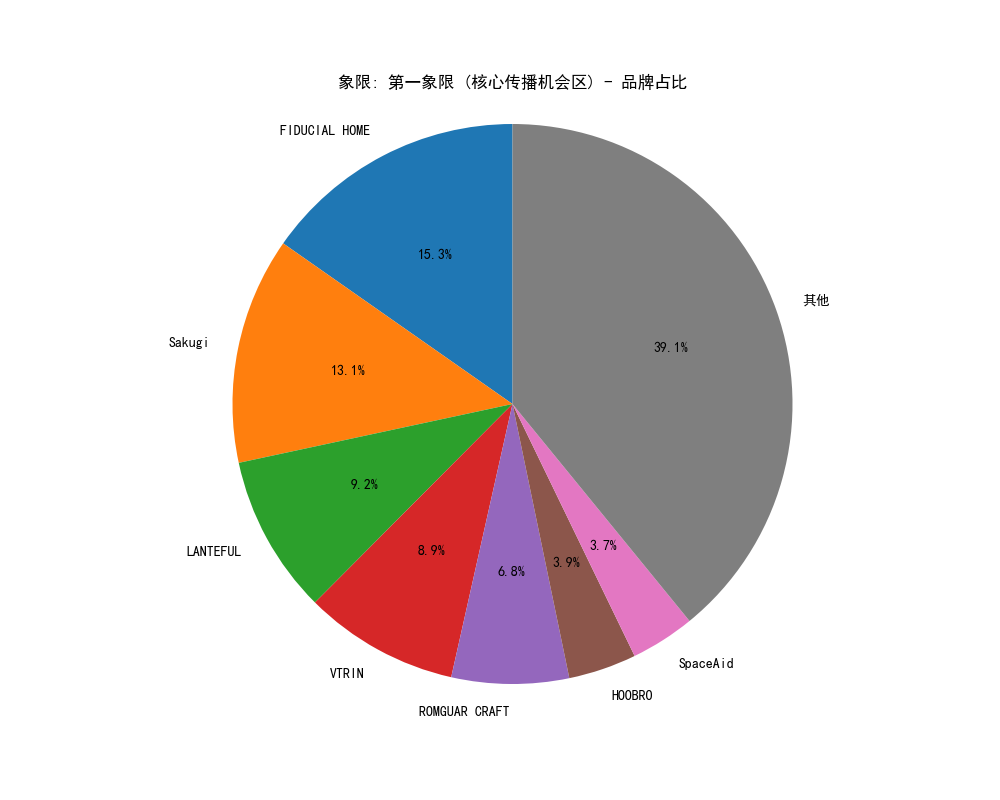 象限: 第一象限 (核心传播机会区) - 品牌占比
FIDUCIAL HOME
15.3%
其他
39.1%
Sakugi
13.1%
9.2%
LANTEFUL
8.9%
VTRIN
6.8%
ROMGUAR CRAFT
3.9%
HOOBRO
3.7%
SpaceAid